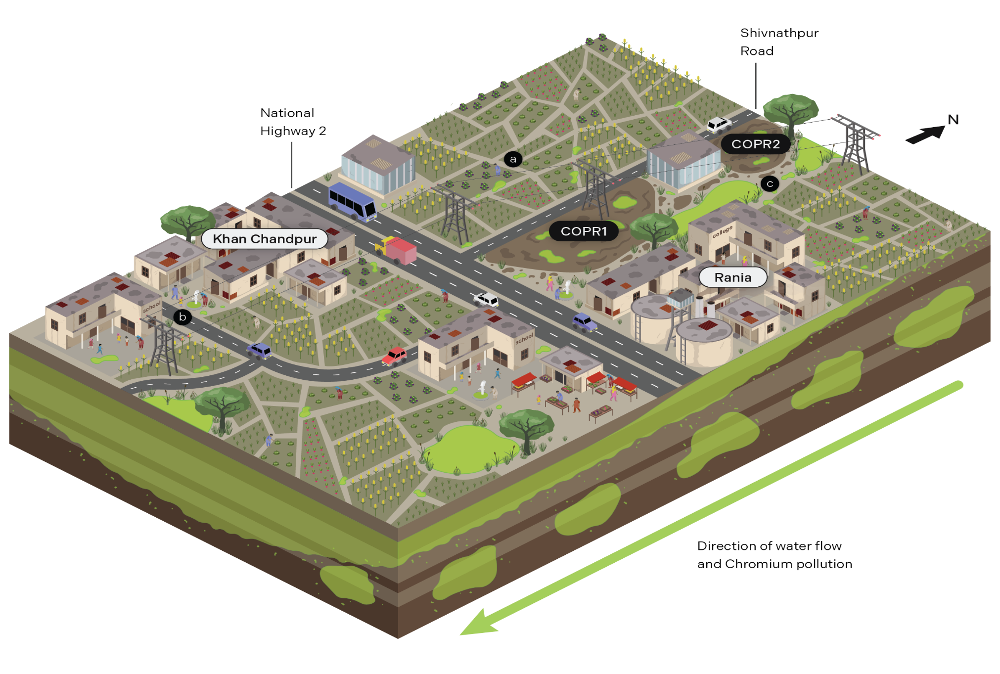 Shivnathpur
Road
National
Highway 2
N
COPR2
a
c
COPR1
college
Khan Chandpur
Rania
school
b
school
Direction of water flow
and Chromium pollution